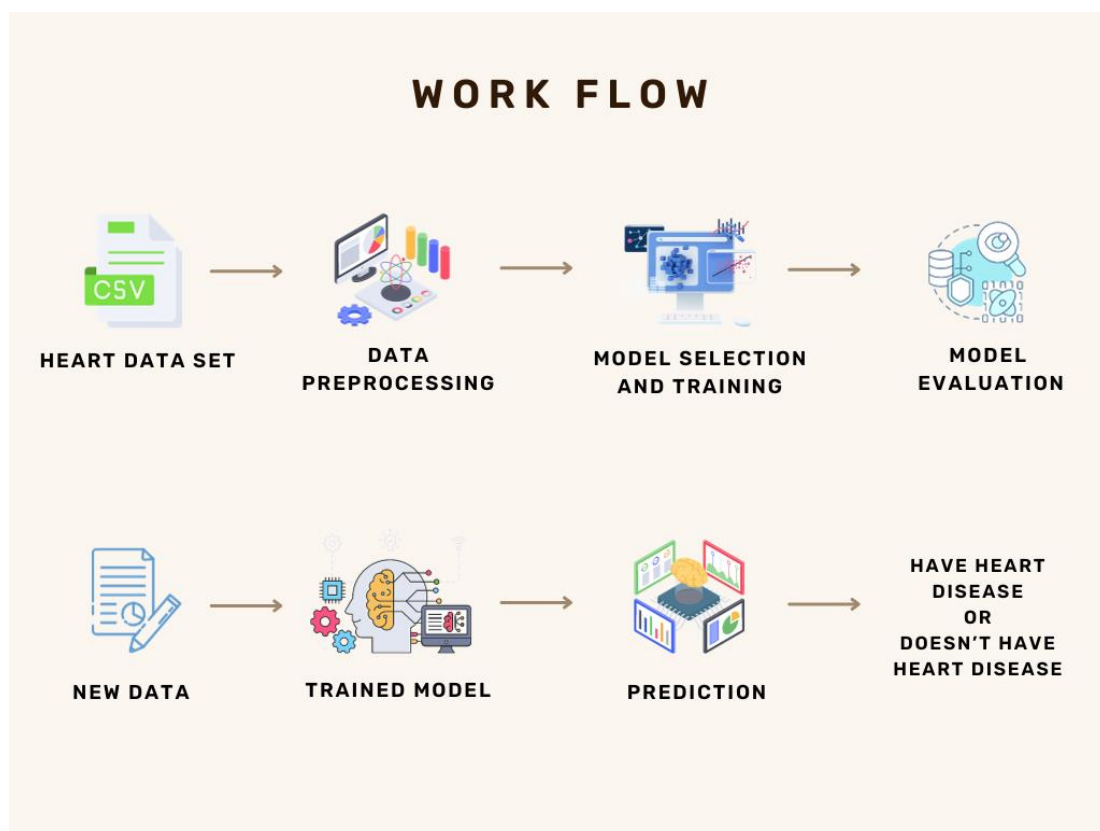 WORK FLOW
CSV
HEART DATA SET
DATA
PREPROCESSING
MODEL SELECTION
AND TRAINING
MODEL
EVALUATION
NEW DATA
TRAINED MODEL
PREDICTION
HAVE HEART
DISEASE
OR
DOESN'T HAVE
HEART DISEASE